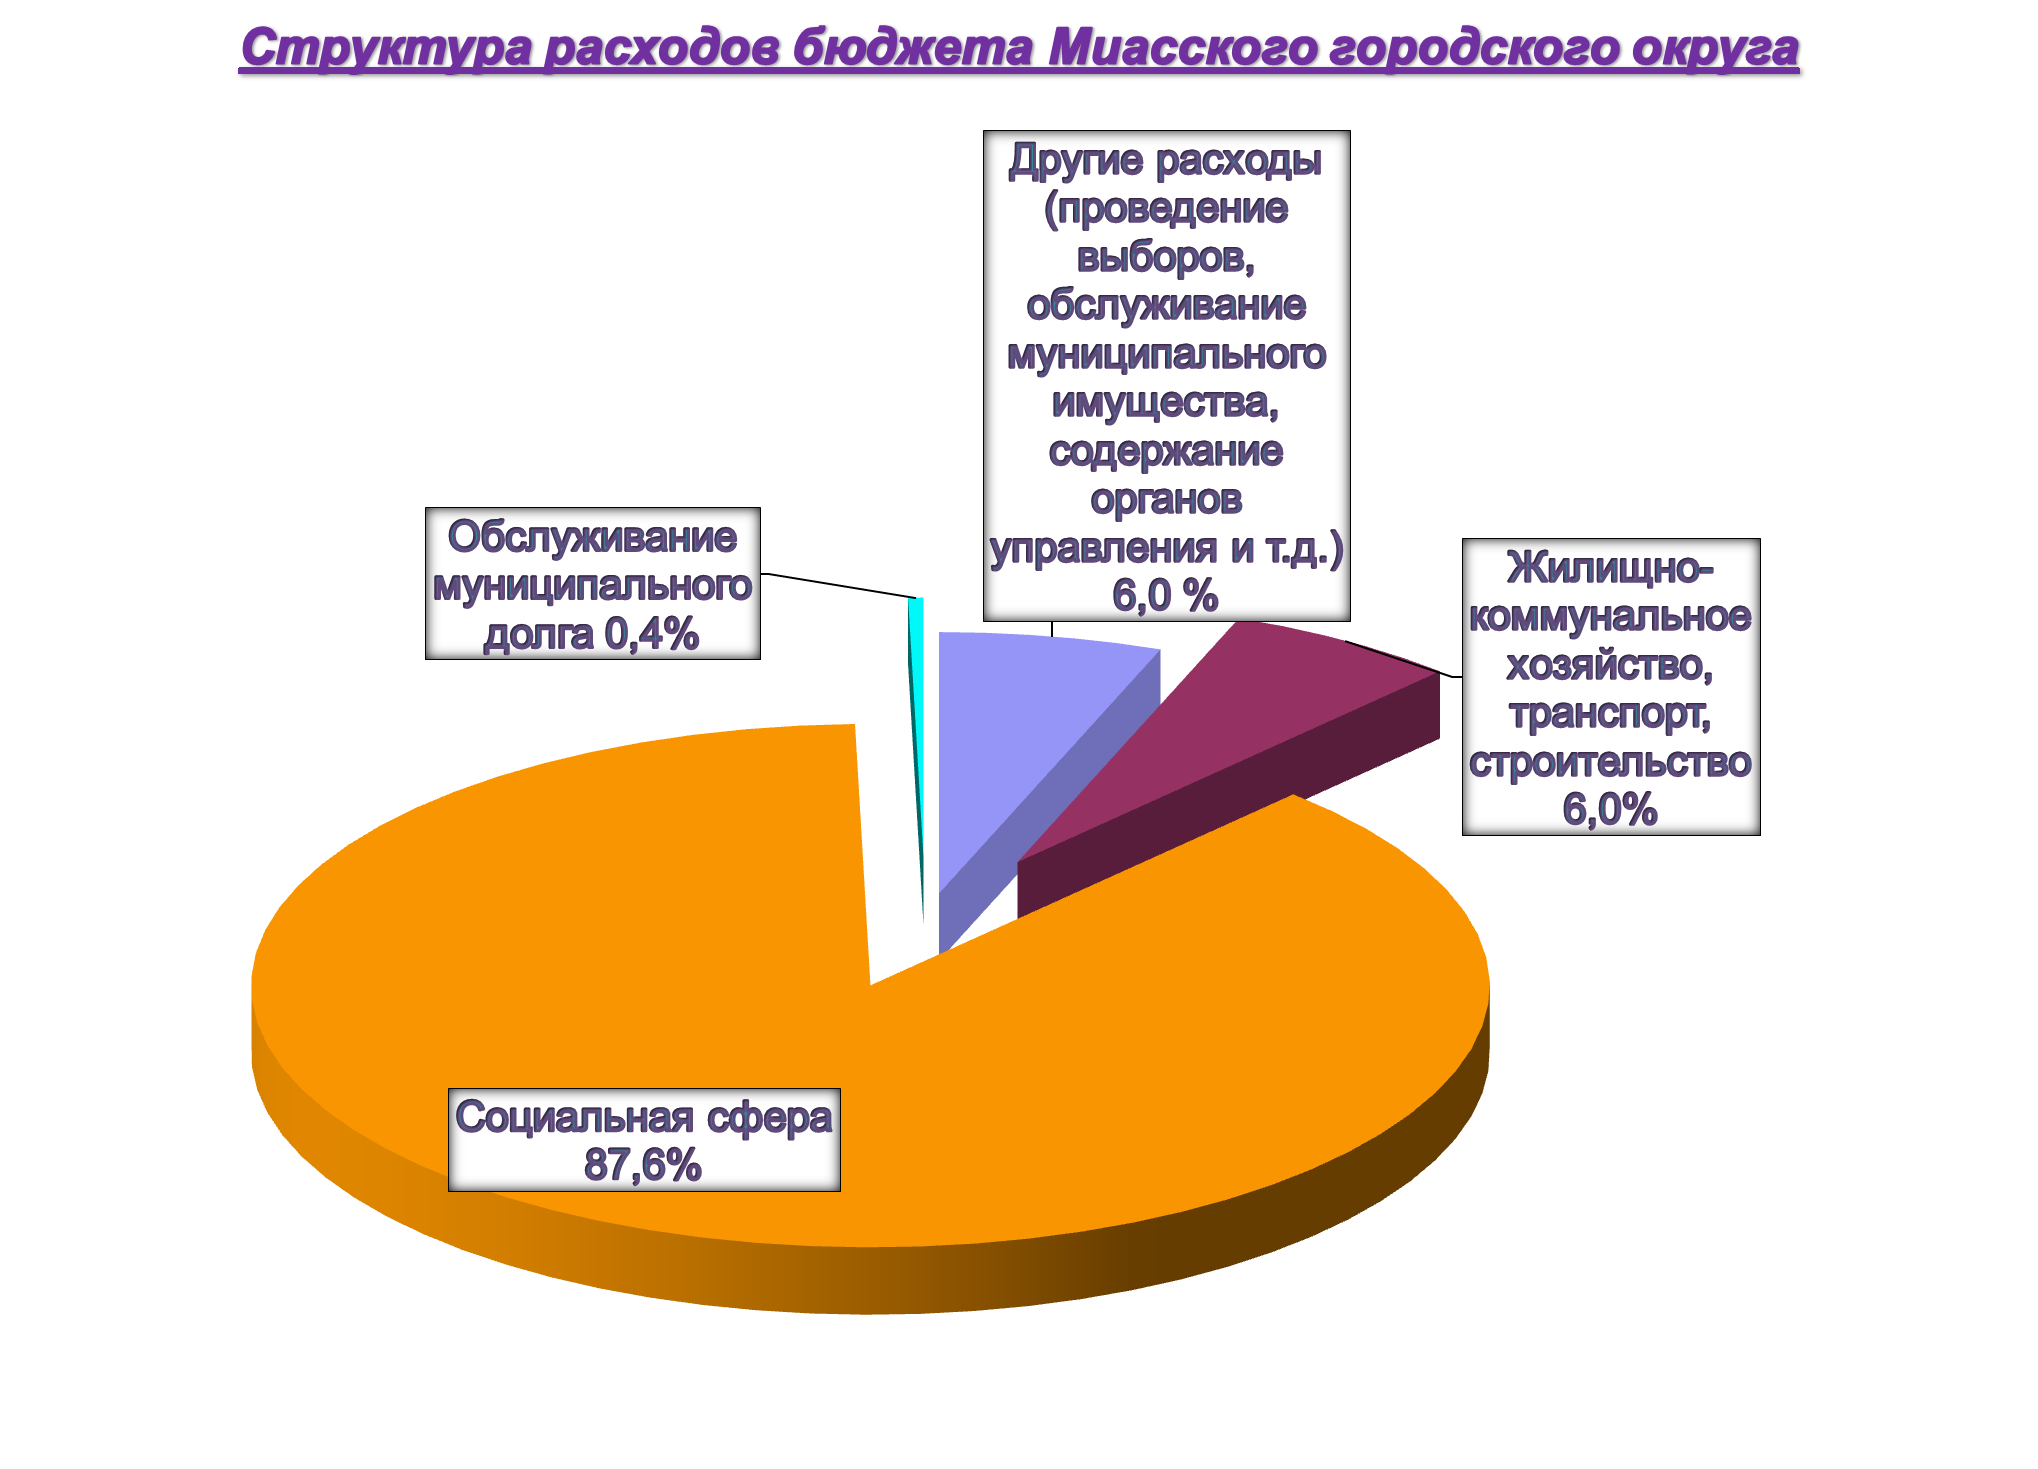 Структура расходов бюджета Миасского городского округа
Другие расходы
(проведение
выборов,
обслуживание
муниципального
имущества,
содержание
органов
управления и т.д.)
6,0 %
Обслуживание
муниципального
долга 0,4%
Жилищно-
коммунальное
хозяйство,
транспорт,
строительство
6,0%
Социальная сфера
87,6%